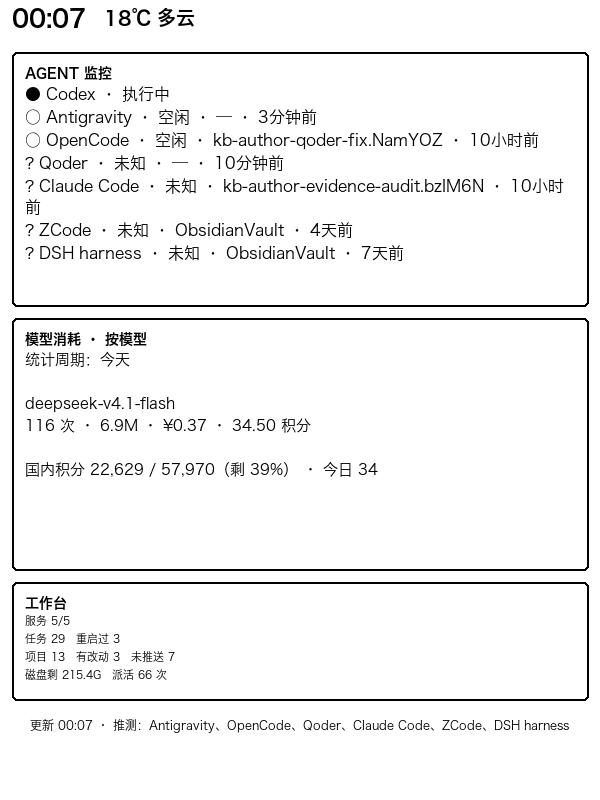 00:07 18℃ 多云
AGENT 监控
● Codex · 执行中
○ Antigravity · 空闲 · — · 3分钟前
○ OpenCode · 空闲 · kb-author-qoder-fix.NamYOZ · 10小时前
? Qoder · 未知 · — · 10分钟前
? Claude Code · 未知 · kb-author-evidence-audit.bzIM6N · 10小时
前
? ZCode · 未知 · ObsidianVault · 4天前
? DSH harness · 未知 · ObsidianVault · 7天前
模型消耗 · 按模型
统计周期：今天
deepseek-v4.1-flash
116 次 · 6.9M · ¥0.37 · 34.50 积分
国内积分 22,629 / 57,970（剩 39%） · 今日 34
工作台
服务 5/5
任务 29 重启过 3
项目 13 有改动 3 未推送 7
磁盘剩 215.4G 派活 66 次
更新 00:07 · 推测：Antigravity、OpenCode、Qoder、Claude Code、ZCode、DSH harness